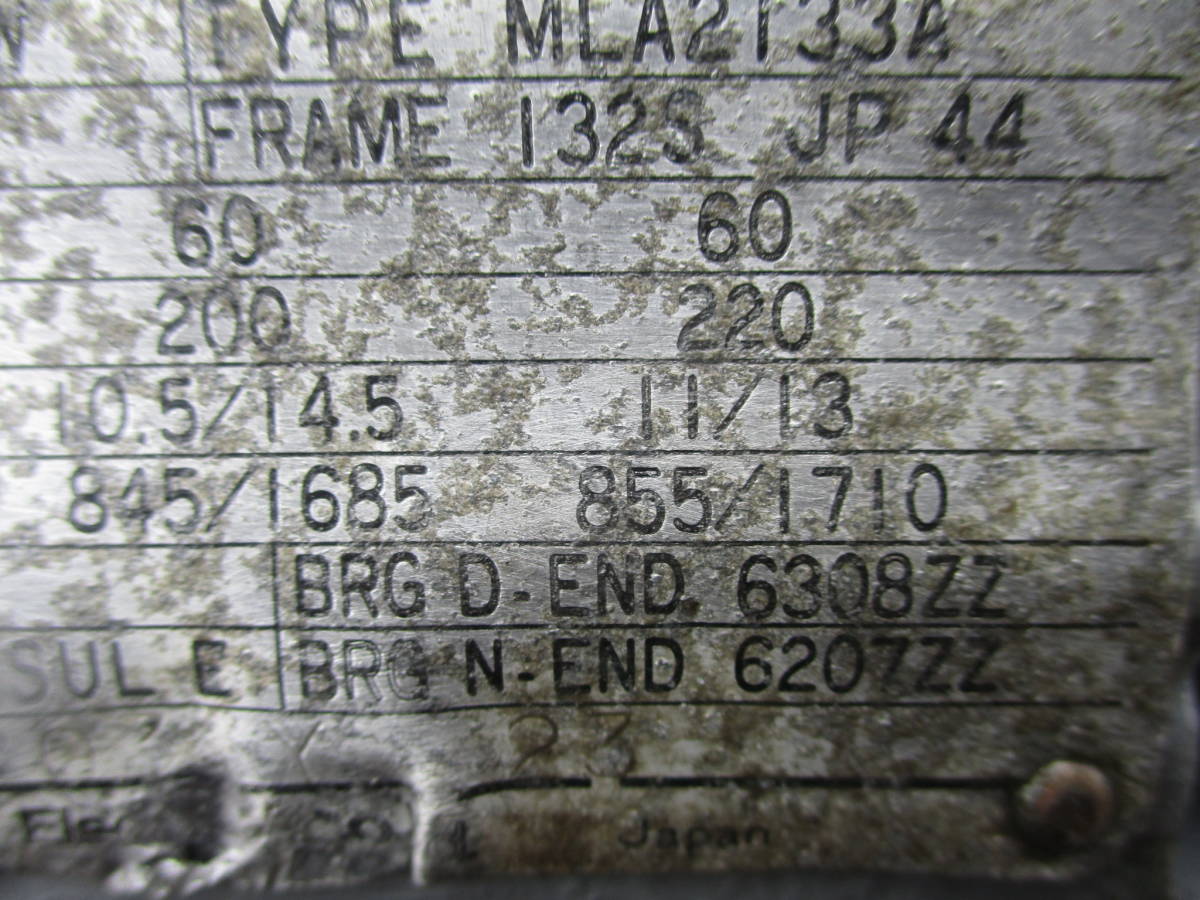 TYPE MLA2133A
FRAME 132S JP 44
60 60
200 220
10.5/14.5 11/13
845/1685 855/1710
BRG D-END 6308ZZ
SUL E BRG N-END 6207ZZ
Japan